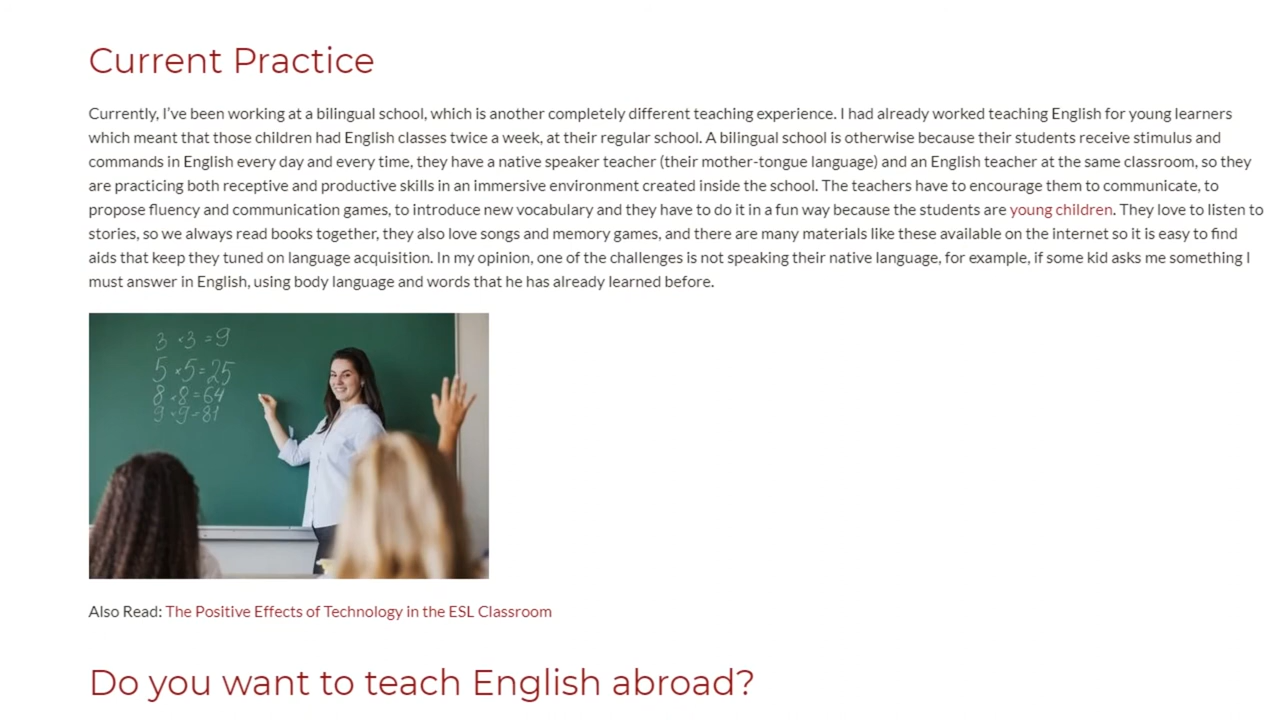 Current Practice
Currently, I've been working at a bilingual school, which is another completely different teaching experience. I had already worked teaching English for young learners
which meant that those children had English classes twice a week, at their regular school. A bilingual school is otherwise because their students receive stimulus and
commands in English every day and every time, they have a native speaker teacher (their mother-tongue language) and an English teacher at the same classroom, so they
are practicing both receptive and productive skills in an immersive environment created inside the school. The teachers have to encourage them to communicate, to
propose fluency and communication games, to introduce new vocabulary and they have to do it in a fun way because the students are young children. They love to listen to
stories, so we always read books together, they also love songs and memory games, and there are many materials like these available on the internet so it is easy to find
aids that keep they tuned on language acquisition. In my opinion, one of the challenges is not speaking their native language, for example, if some kid asks me something I
must answer in English, using body language and words that he has already learned before.
3 × 3 = 9
5 × 5 = 25
8 × 8 = 64
9 × 9 = 81
Also Read: The Positive Effects of Technology in the ESL Classroom
Do you want to teach English abroad?